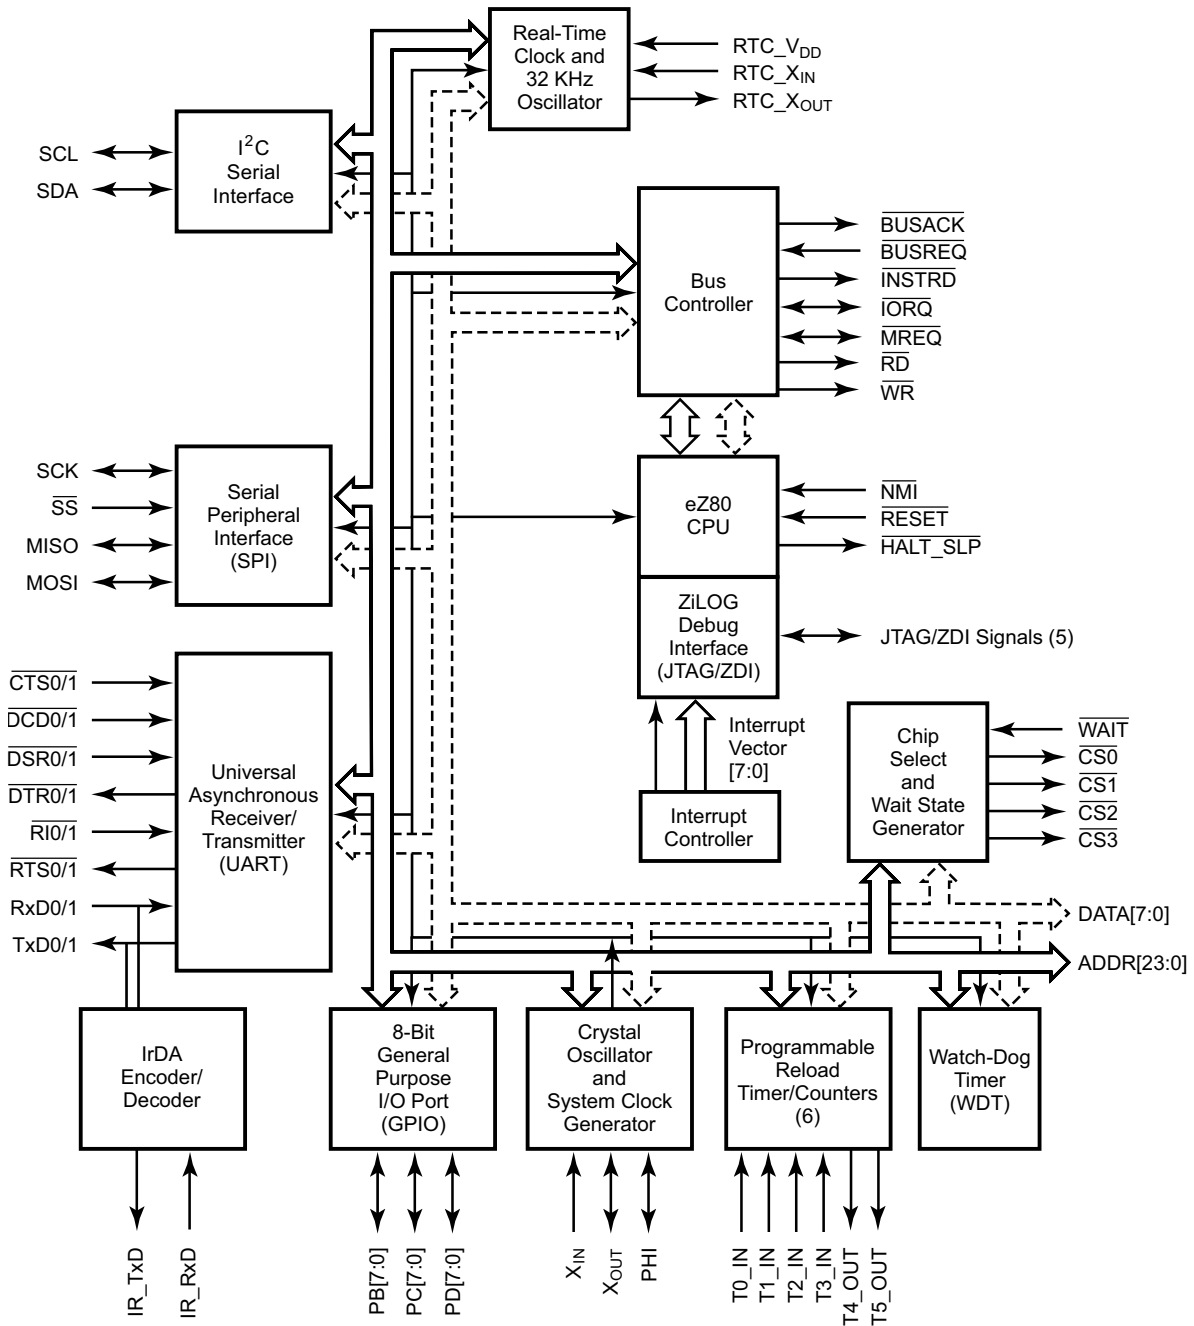 Real-Time
Clock and
32 KHz
Oscillator
RTC_VDD
RTC_XIN
RTC_XOUT
I2C
Serial
Interface
SCL
SDA
Bus
Controller
BUSACK
BUSREQ
INSTRD
IORQ
MREQ
RD
WR
Serial
Peripheral
Interface
(SPI)
SCK
SS
MISO
MOSI
eZ80
CPU
NMI
RESET
HALT_SLP
ZiLOG
Debug
Interface
(JTAG/ZDI)
JTAG/ZDI Signals (5)
Universal
Asynchronous
Receiver/
Transmitter
(UART)
CTS0/1
DCD0/1
DSR0/1
DTR0/1
RI0/1
RTS0/1
RxD0/1
TxD0/1
Interrupt
Vector
[7:0]
Interrupt
Controller
Chip
Select
and
Wait State
Generator
WAIT
CS0
CS1
CS2
CS3
DATA[7:0]
ADDR[23:0]
IrDA
Encoder/
Decoder
8-Bit
General
Purpose
I/O Port
(GPIO)
Crystal
Oscillator
and
System Clock
Generator
Programmable
Reload
Timer/Counters
(6)
Watch-Dog
Timer
(WDT)
IR_TxD
IR_RxD
PB[7:0]
PC[7:0]
PD[7:0]
XIN
XOUT
PHI
T0_IN
T1_IN
T2_IN
T3_IN
T4_OUT
T5_OUT